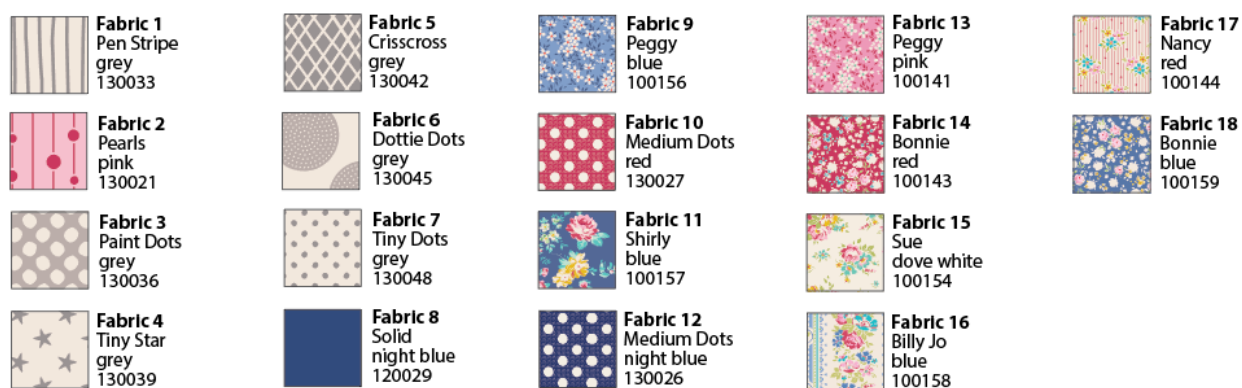 Fabric 1
Pen Stripe
grey
130033
Fabric 2
Pearls
pink
130021
Fabric 3
Paint Dots
grey
130036
Fabric 4
Tiny Star
grey
130039
Fabric 5
Crisscross
grey
130042
Fabric 6
Dottie Dots
grey
130045
Fabric 7
Tiny Dots
grey
130048
Fabric 8
Solid
night blue
120029
Fabric 9
Peggy
blue
100156
Fabric 10
Medium Dots
red
130027
Fabric 11
Shirly
blue
100157
Fabric 12
Medium Dots
night blue
130026
Fabric 13
Peggy
pink
100141
Fabric 14
Bonnie
red
100143
Fabric 15
Sue
dove white
100154
Fabric 16
Billy Jo
blue
100158
Fabric 17
Nancy
red
100144
Fabric 18
Bonnie
blue
100159